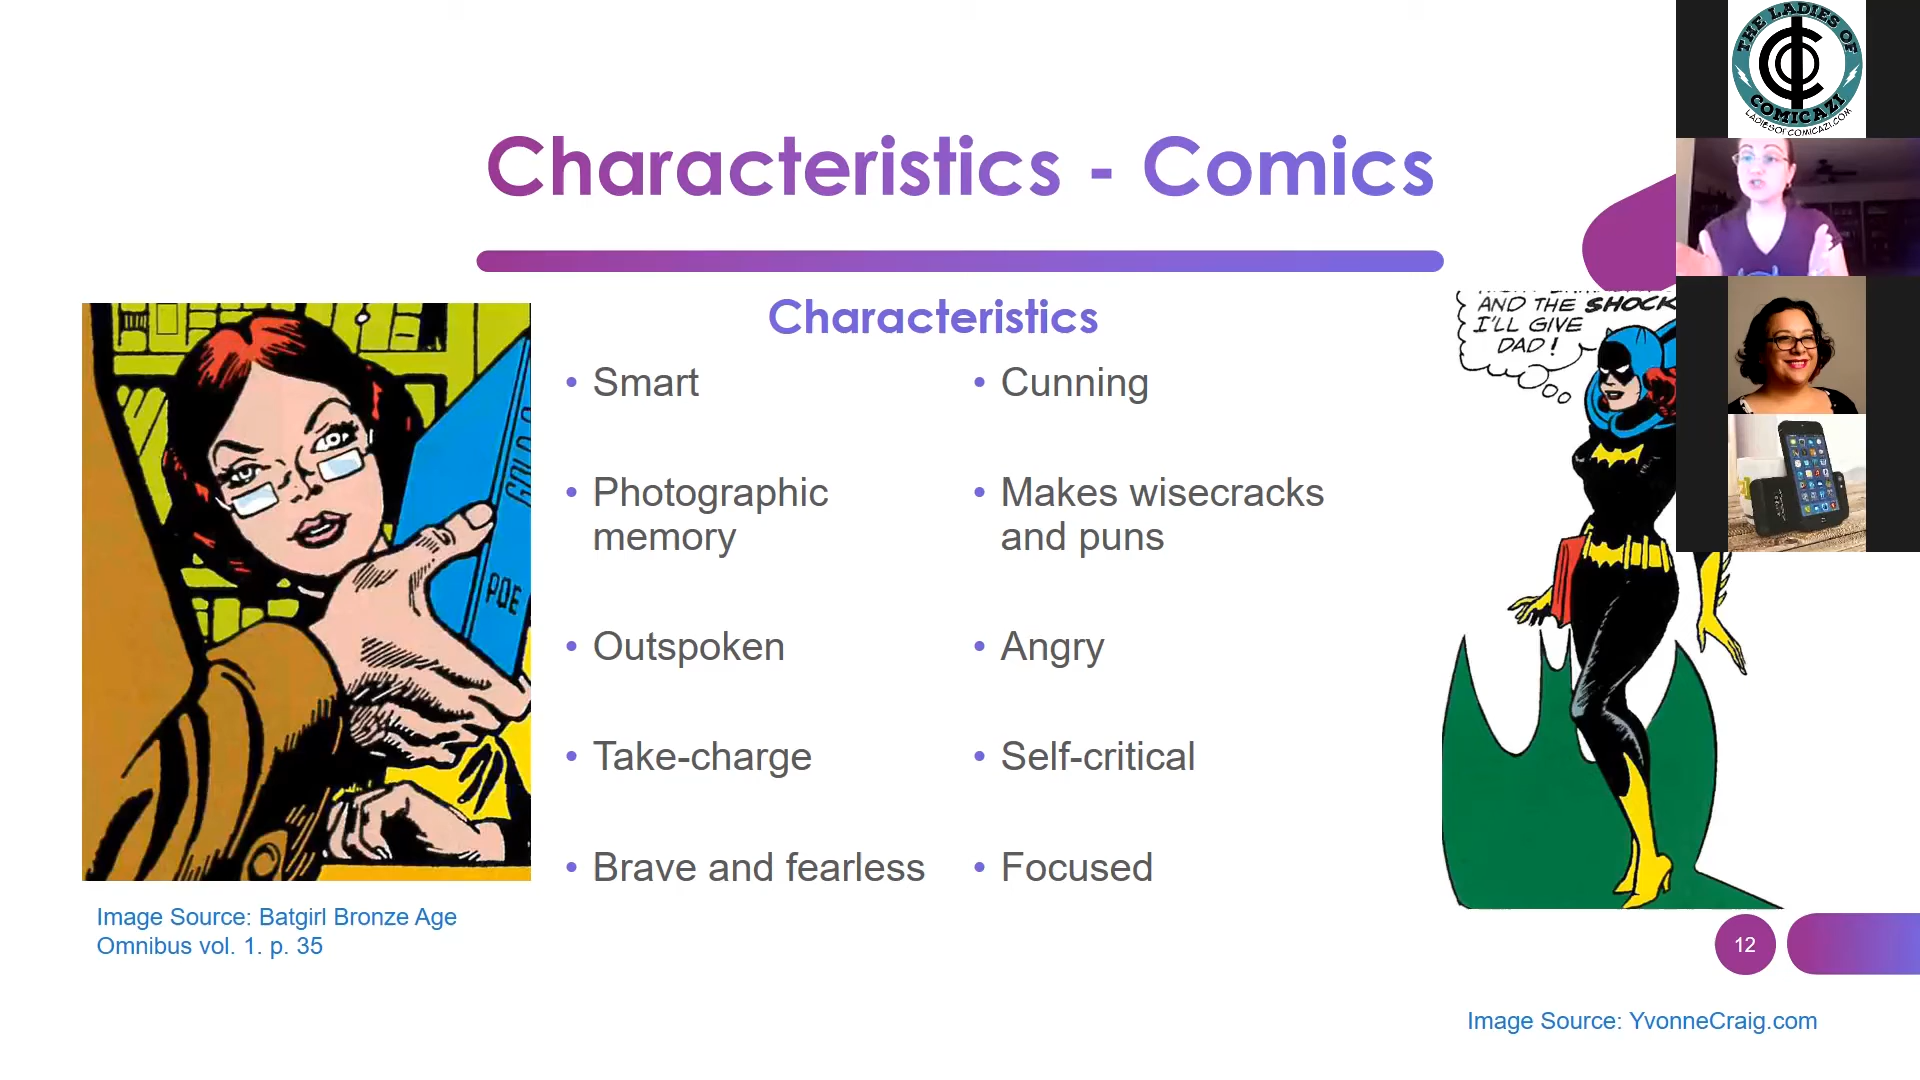 Characteristics - Comics
Characteristics
• Smart
• Photographic
memory
• Outspoken
• Take-charge
• Brave and fearless
• Cunning
• Makes wisecracks
and puns
• Angry
• Self-critical
• Focused
POE
AND THE SHOCK
I'LL GIVE
DAD!
Image Source: Batgirl Bronze Age
Omnibus vol. 1. p. 35
12
Image Source: YvonneCraig.com
THE LADIES OF
COMICAZI
LADIESOFCOMICAZI.COM